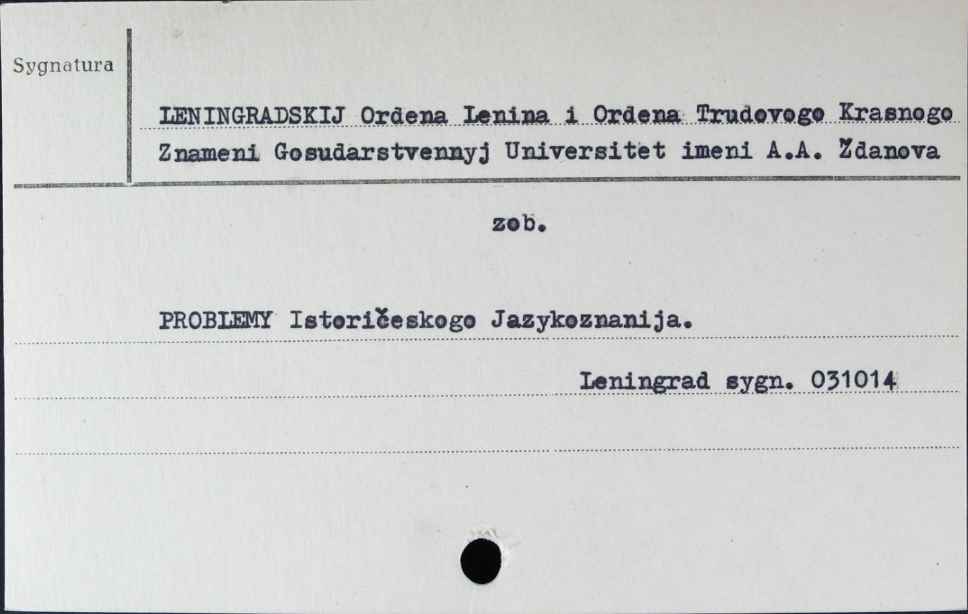 Sygnatura
LENINGRADSKIJ Ordena Lenina i Ordena Trudovogo Krasnogo
Znameni Gosudarstvennyj Universitet imeni A.A. Ždanova
zob.
PROBLEMY Istoričeskogo Jazykoznanija.
Leningrad sygn. 031014